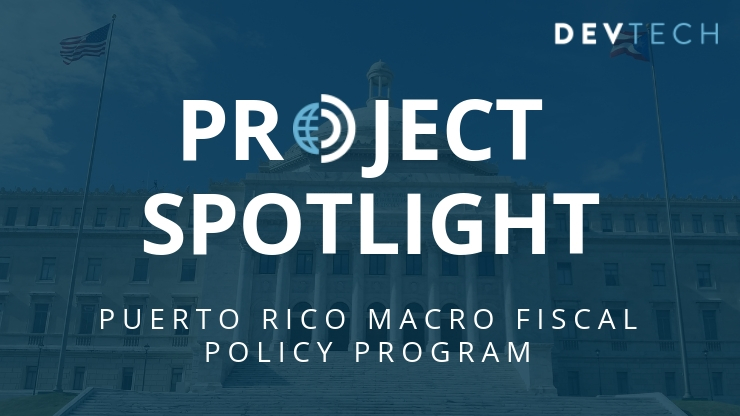 DEVTECH
PROJECT
SPOTLIGHT
PUERTO RICO MACRO FISCAL
POLICY PROGRAM